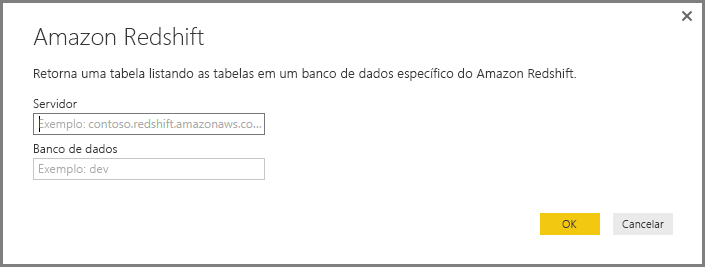 Amazon Redshift
Retorna uma tabela listando as tabelas em um banco de dados específico do Amazon Redshift.
Servidor
Exemplo: contoso.redshift.amazonaws.co...
Banco de dados
Exemplo: dev
OK
Cancelar